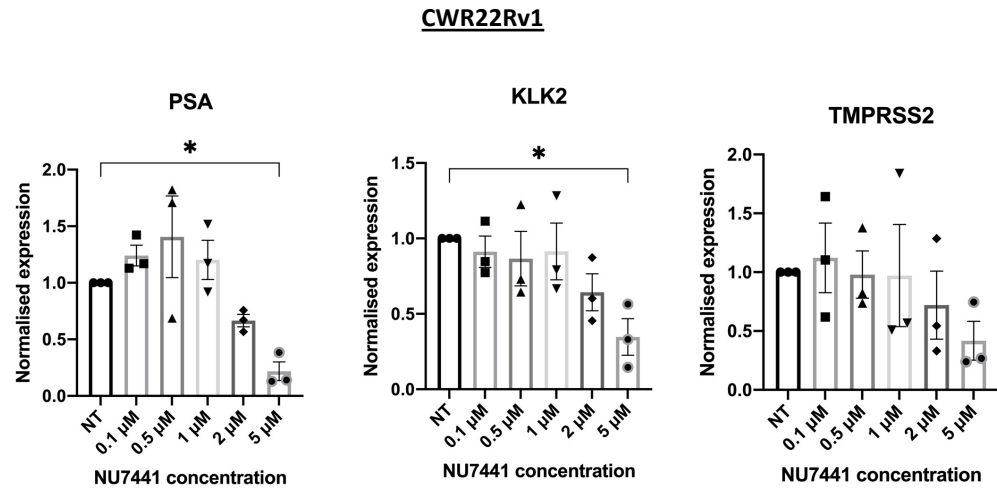 CWR22Rv1
PSA
*
Normalised expression
2.0
1.5
1.0
0.5
0.0
NT
0.1 µM
0.5 µM
1 µM
2 µM
5 µM
NU7441 concentration
KLK2
*
Normalised expression
1.5
1.0
0.5
0.0
NT
0.1 µM
0.5 µM
1 µM
2 µM
5 µM
NU7441 concentration
TMPRSS2
Normalised expression
2.0
1.5
1.0
0.5
0.0
NT
0.1 µM
0.5 µM
1 µM
2 µM
5 µM
NU7441 concentration